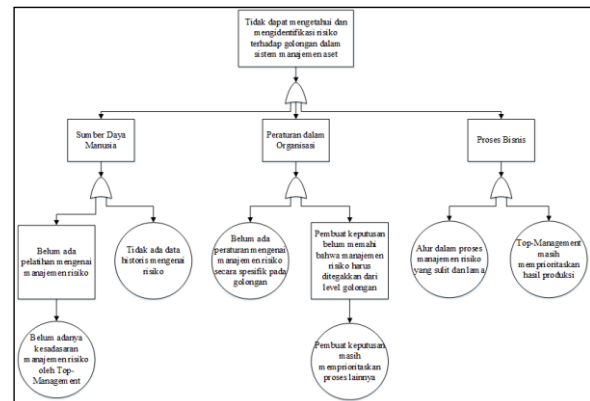 Tidak dapat mengetahui dan
mengidentifikasi risiko
terhadap golongan dalam
sistem manajemen aset
Sumber Daya
Manusia
Peraturan dalam
Organisasi
Proses Bisnis
Belum ada
pelatihan mengenai
manajemen risiko
Tidak ada data
historis mengenai
risiko
Belum ada
peraturan mengenai
manajemen risiko
secara spesifik pada
golongan
Pembuat keputusan
belum memahi
bahwa manajemen
risiko harus
ditegakkan dari
level golongan
Alur dalam proses
manajemen risiko
yang sulit dan lama
Top-Management
masih
memprioritaskan
hasil produksi
Belum adanya
kesadasaran
manajemen risiko
oleh Top-
Management
Pembuat keputusan
masih
memprioritaskan
proses lainnya